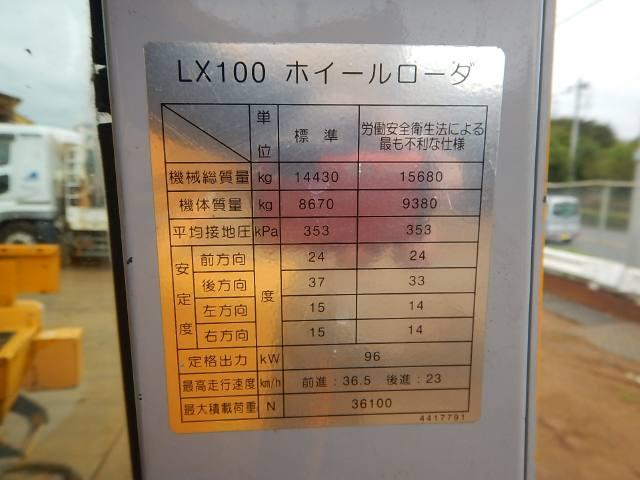 LX100 ホイールローダ
単位 標準 労働安全衛生法による最も不利な仕様
機械総質量 kg 14430 15680
機体質量 kg 8670 9380
平均接地圧 kPa 353 353
安定度 前方向 度 24 24
後方向 37 33
左方向 15 14
右方向 15 14
定格出力 kW 96
最高走行速度 km/h 前進:36.5 後進:23
最大積載荷重 N 36100
4417791